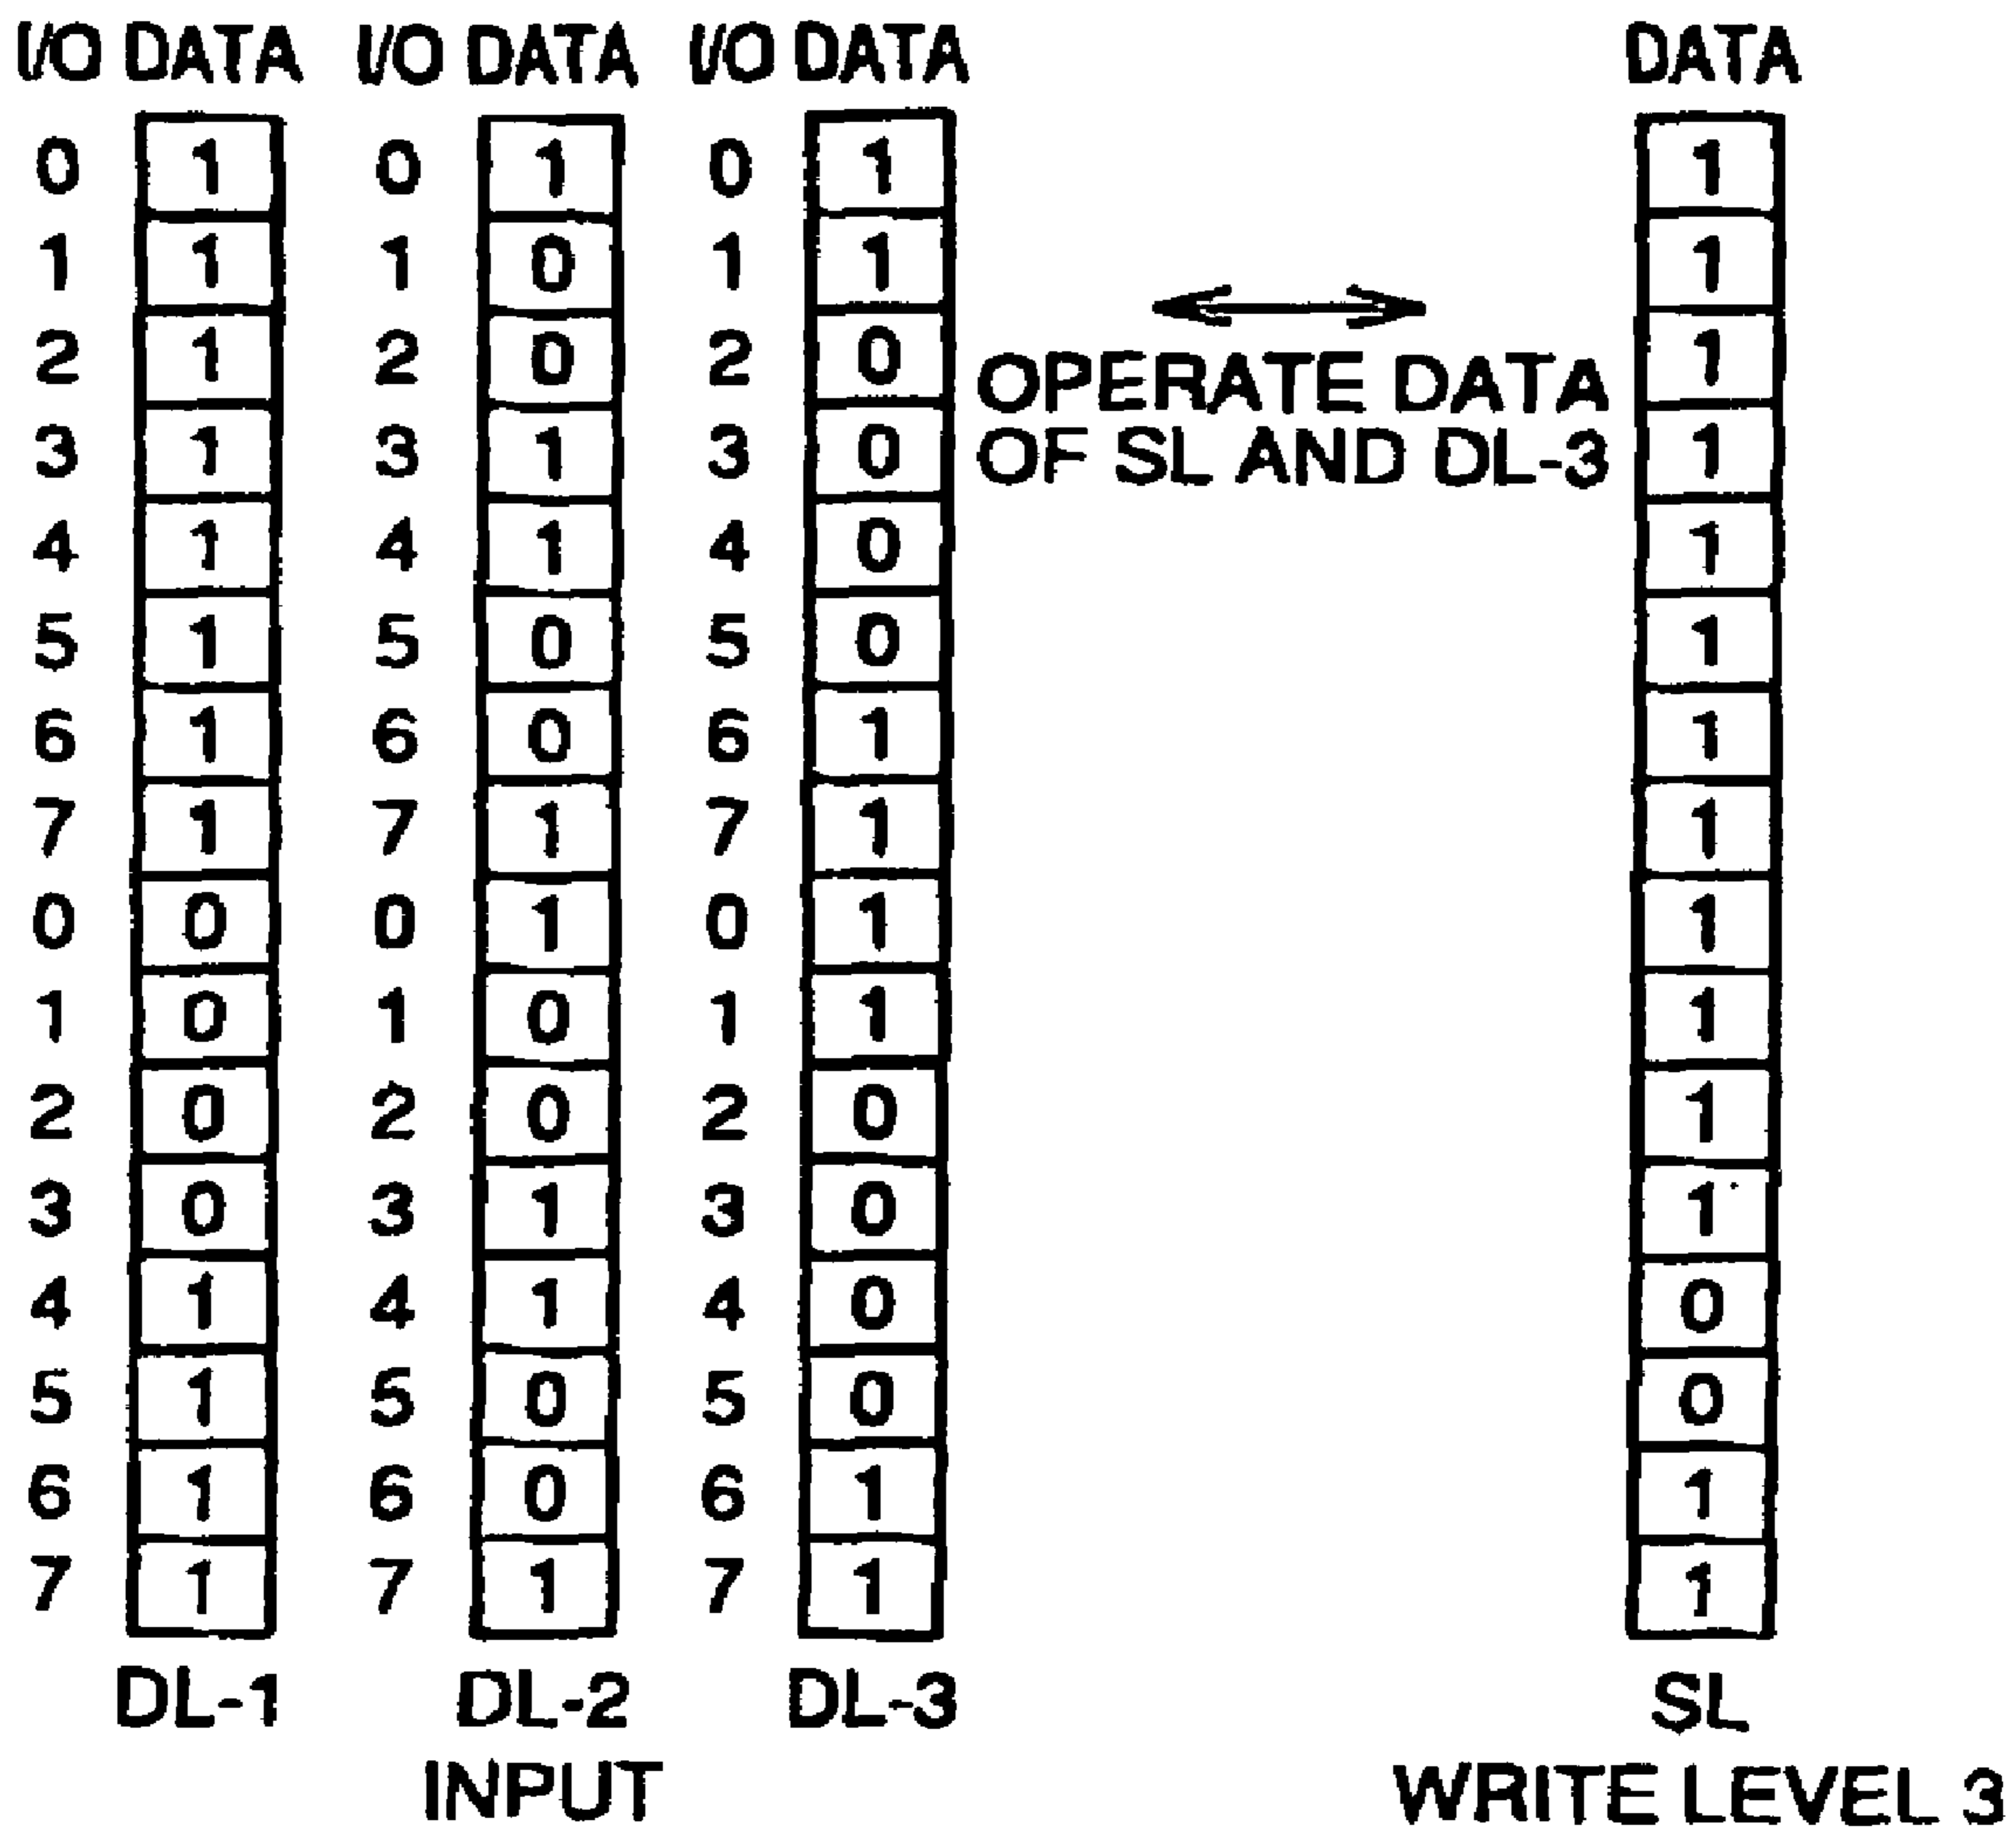 I/O DATA I/O DATA I/O DATA DATA
0 1 0 1 0 1 1
1 1 1 0 1 1 1
2 1 2 0 2 0 1
3 1 3 1 3 0 1
4 1 4 1 4 0 1
5 1 5 0 5 0 1
6 1 6 0 6 1 1
7 1 7 1 7 1 1
0 0 0 1 0 1 1
1 0 1 0 1 1 1
2 0 2 0 2 0 1
3 0 3 1 3 0 1
4 1 4 1 4 0 0
5 1 5 0 5 0 0
6 1 6 0 6 1 1
7 1 7 1 7 1 1
OPERATE DATA
OF SL AND DL-3
DL-1 DL-2 DL-3 SL
INPUT WRITE LEVEL 3